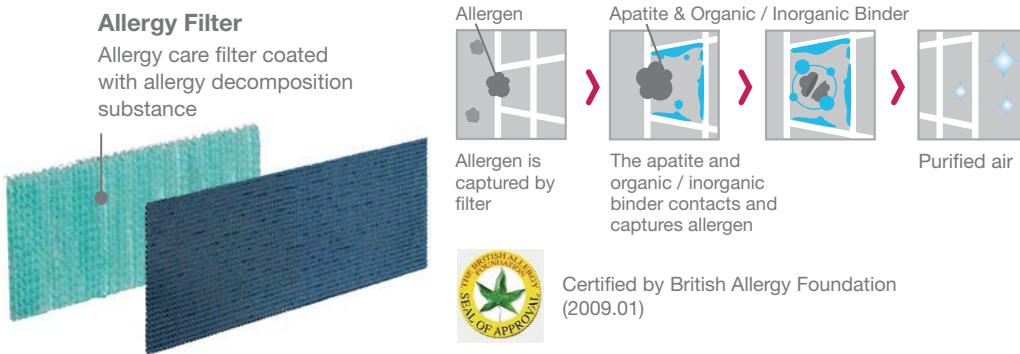 Allergy Filter
Allergy care filter coated
with allergy decomposition
substance
Allergen
Apatite & Organic / Inorganic Binder
Allergen is
captured by
filter
The apatite and
organic / inorganic
binder contacts and
captures allergen
Purified air
THE BRITISH ALLERGY
FOUNDATION
SEAL OF APPROVAL
Certified by British Allergy Foundation
(2009.01)